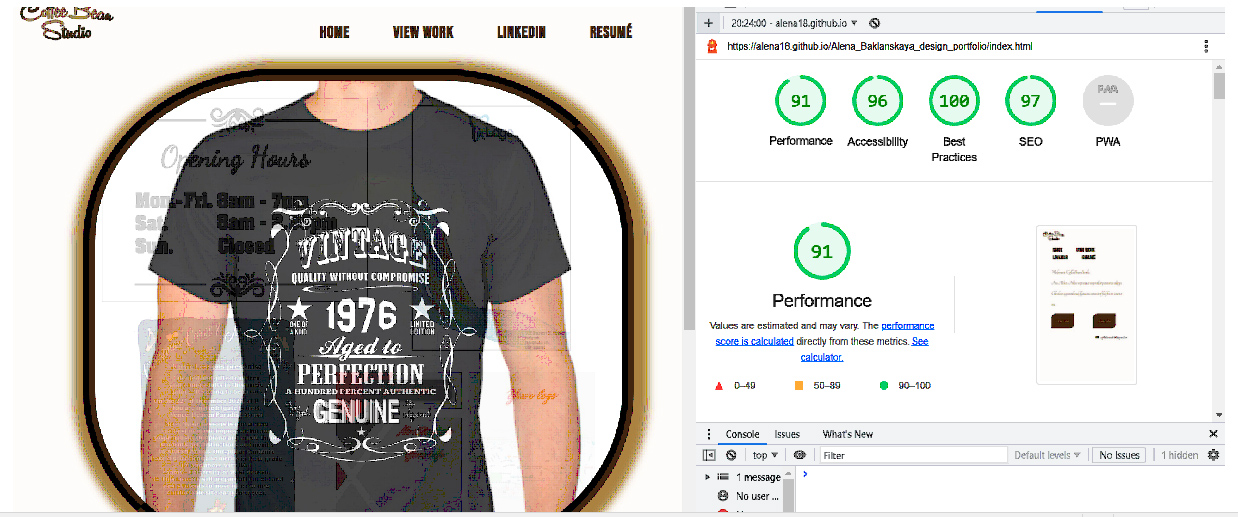 Coffee Bean
Studio
HOME
VIEW WORK
LINKEDIN
RESUMÉ
Opening Hours
Mon.-Fri. 8am - 7pm
Sat. 8am -
Sun. Closed
VINTAGE
QUALITY WITHOUT COMPROMISE
ONE OF
A KIND
1976
LIMITED
EDITION
Aged to
PERFECTION
A HUNDRED PERCENT AUTHENTIC
GENUINE
20:24:00 - alena18.github.io
https://alena18.github.io/Alena_Baklanskaya_design_portfolio/index.html
91
96
100
97
PWA
Performance
Accessibility
Best
Practices
SEO
PWA
91
Performance
Values are estimated and may vary. The performance
score is calculated directly from these metrics. See
calculator.
0–49
50–89
90–100
Console
Issues
What's New
top
Filter
Default levels
No Issues
1 hidden
1 message
No user ...